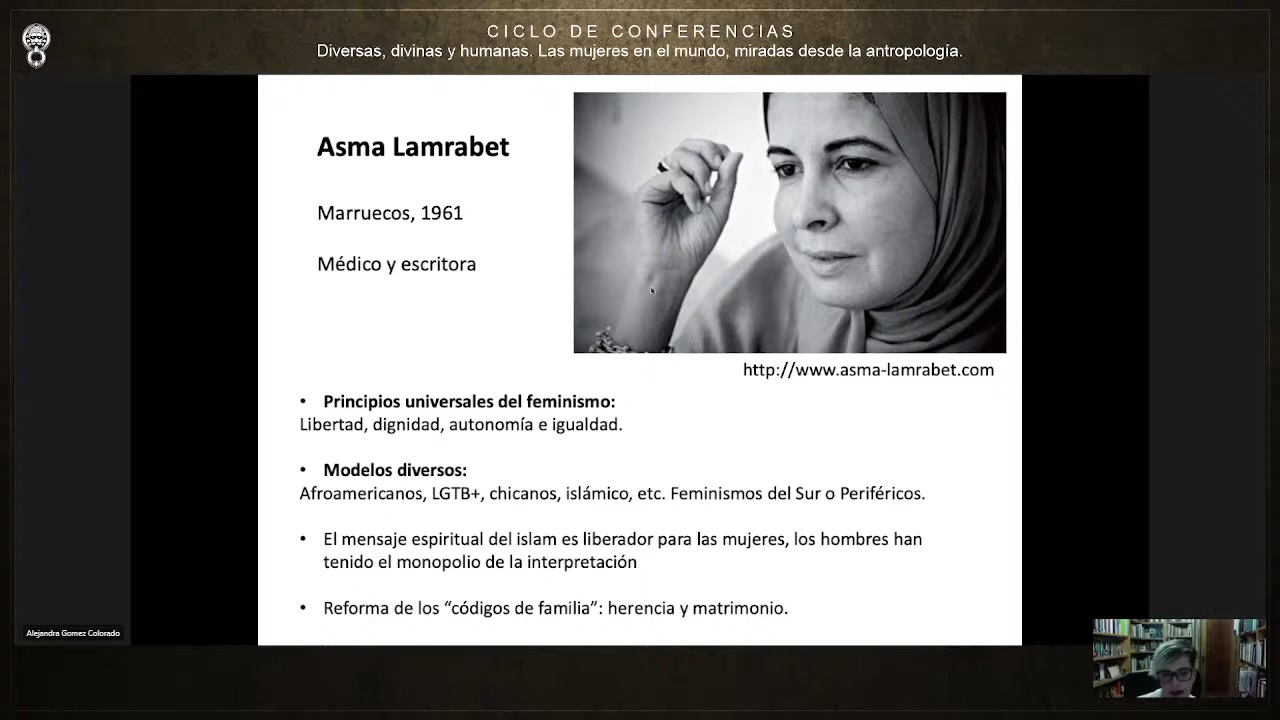 CICLO DE CONFERENCIAS
Diversas, divinas y humanas. Las mujeres en el mundo, miradas desde la antropología.
Asma Lamrabet
Marruecos, 1961
Médico y escritora
http://www.asma-lamrabet.com
• Principios universales del feminismo:
Libertad, dignidad, autonomía e igualdad.
• Modelos diversos:
Afroamericanos, LGTB+, chicanos, islámico, etc. Feminismos del Sur o Periféricos.
• El mensaje espiritual del islam es liberador para las mujeres, los hombres han
tenido el monopolio de la interpretación
• Reforma de los “códigos de familia”: herencia y matrimonio.
Alejandra Gomez Colorado